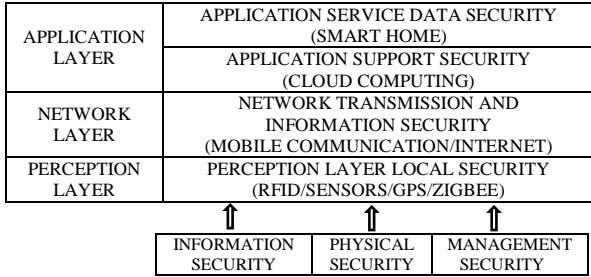 APPLICATION
LAYER
APPLICATION SERVICE DATA SECURITY
(SMART HOME)
APPLICATION SUPPORT SECURITY
(CLOUD COMPUTING)
NETWORK
LAYER
NETWORK TRANSMISSION AND
INFORMATION SECURITY
(MOBILE COMMUNICATION/INTERNET)
PERCEPTION
LAYER
PERCEPTION LAYER LOCAL SECURITY
(RFID/SENSORS/GPS/ZIGBEE)
INFORMATION
SECURITY
PHYSICAL
SECURITY
MANAGEMENT
SECURITY